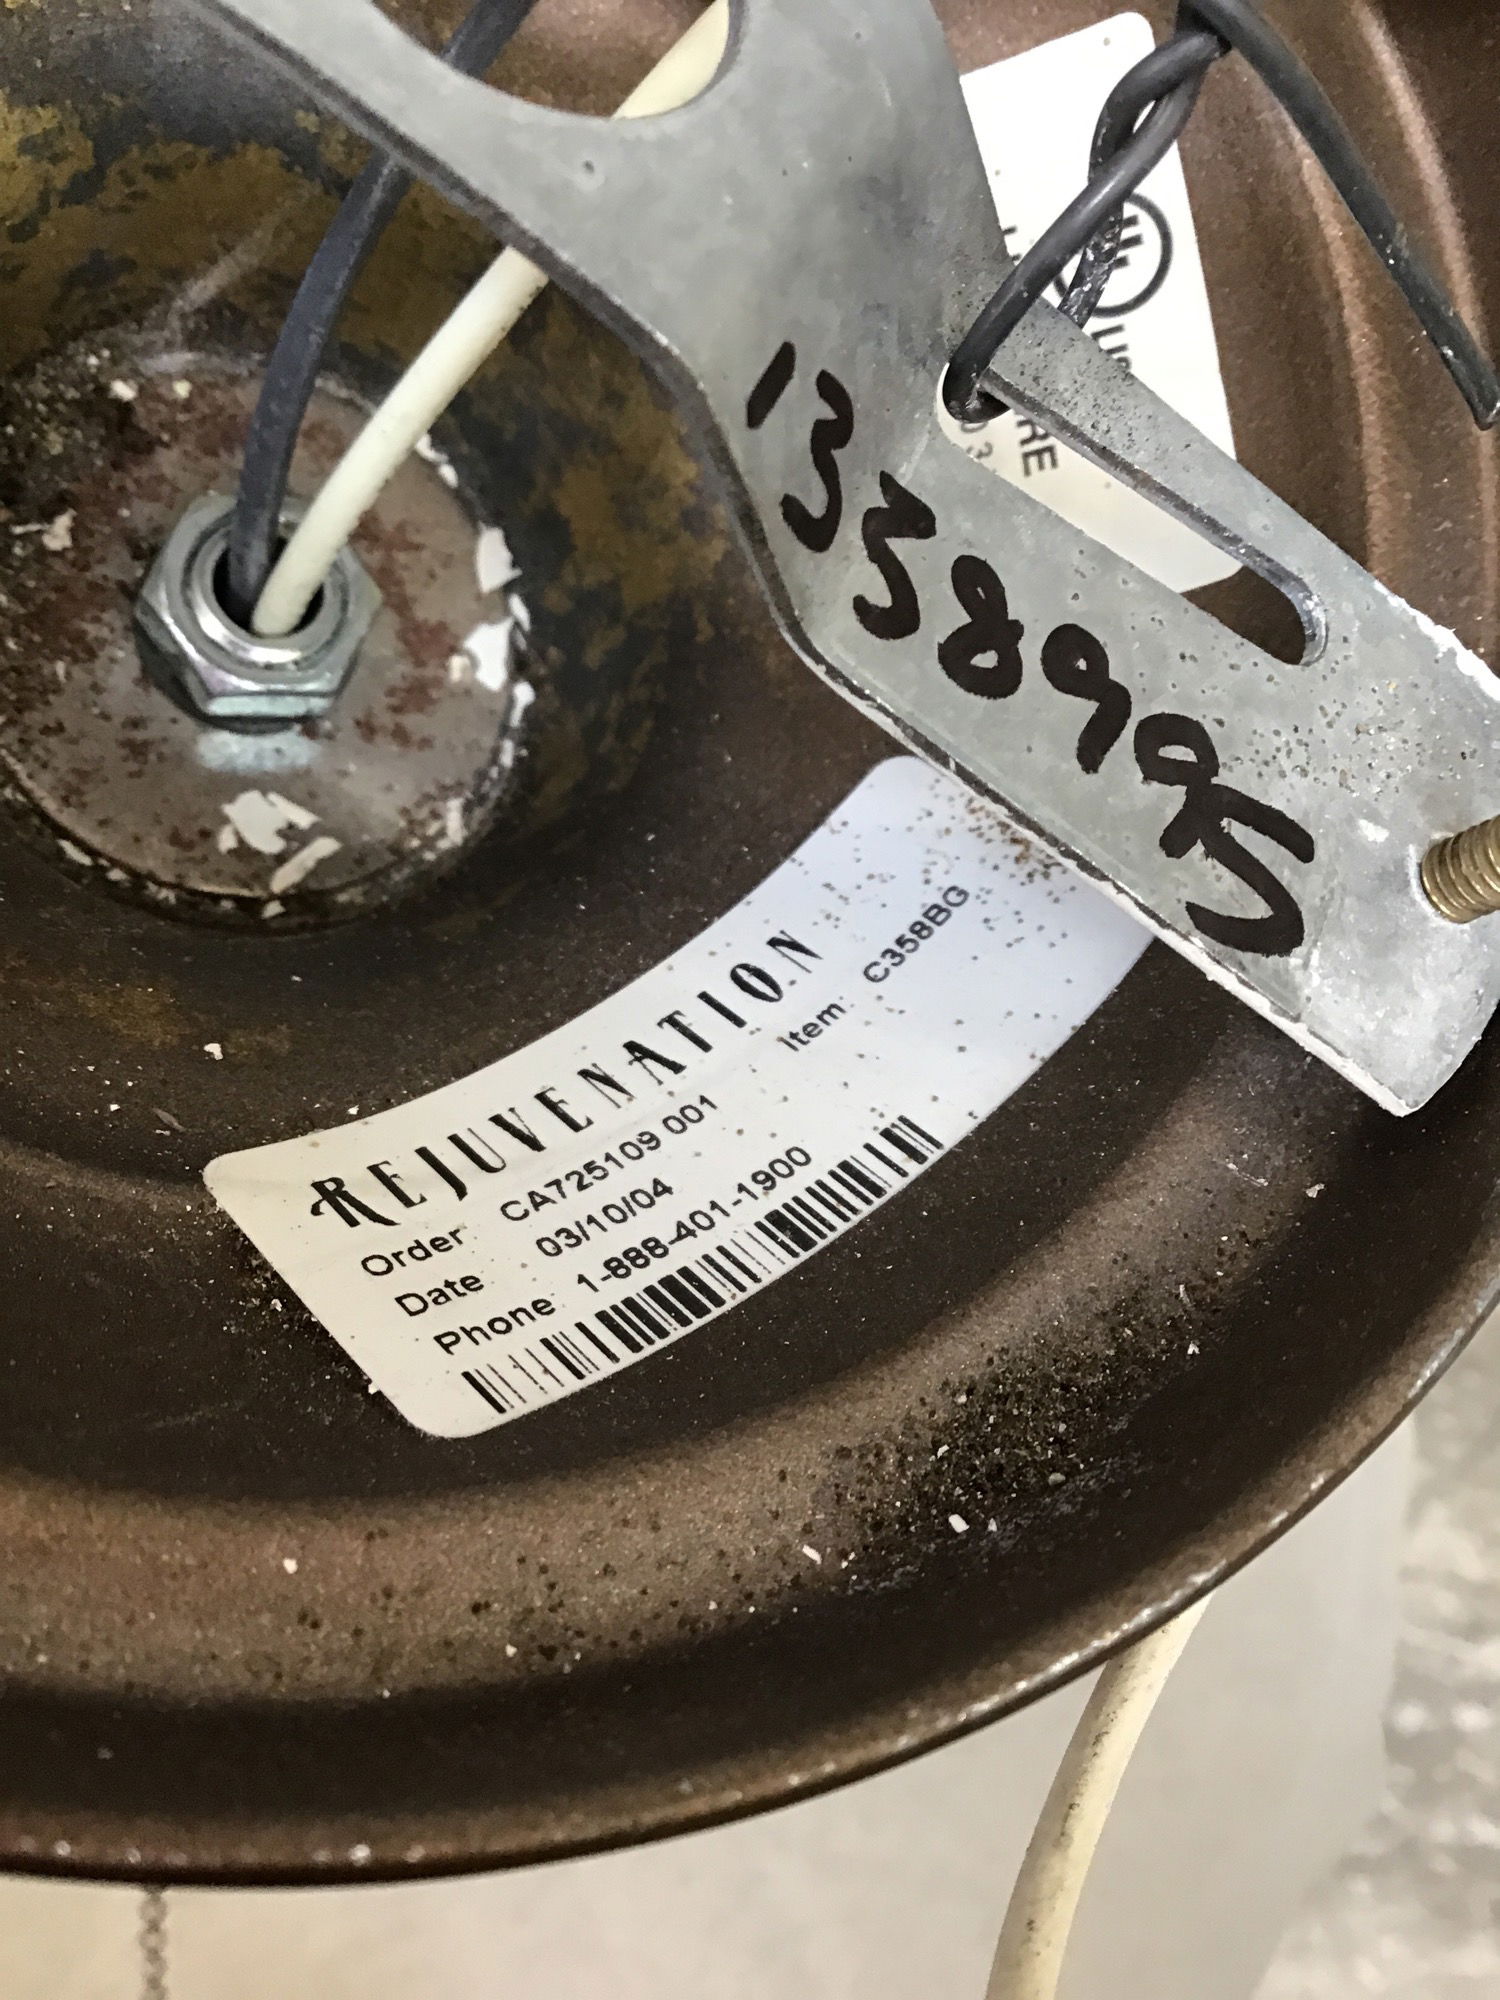 1338995
REJUVENATION
Order CA725109 001 Item: C358BG
Date 03/10/04
Phone 1-888-401-1900